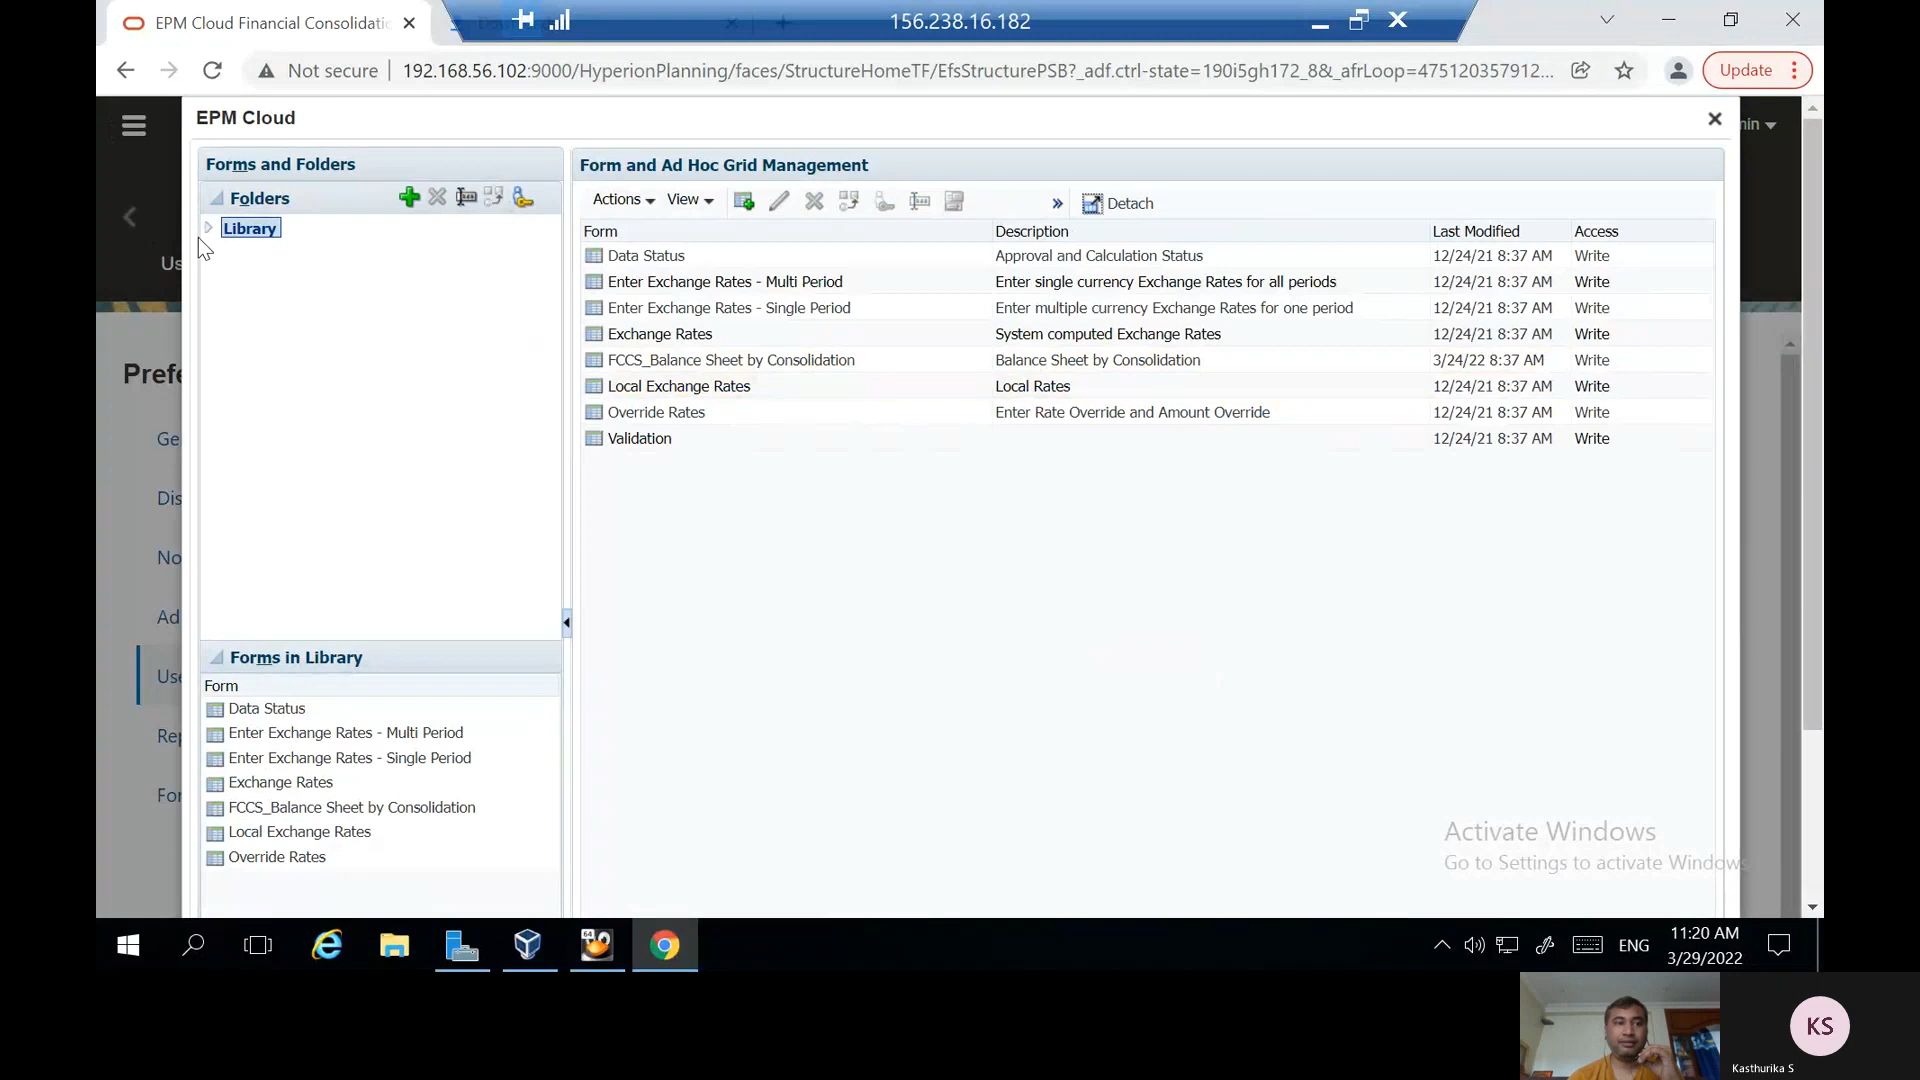 EPM Cloud Financial Consolidatio
156.238.16.182
Not secure
192.168.56.102:9000/HyperionPlanning/faces/StructureHomeTF/EfsStructurePSB?_adf.ctrl-state=190i5gh172_8&_afrLoop=475120357912...
Update
EPM Cloud
min
Forms and Folders
Folders
Library
Form and Ad Hoc Grid Management
Actions View Detach
Form Description Last Modified Access
Data Status Approval and Calculation Status 12/24/21 8:37 AM Write
Enter Exchange Rates - Multi Period Enter single currency Exchange Rates for all periods 12/24/21 8:37 AM Write
Enter Exchange Rates - Single Period Enter multiple currency Exchange Rates for one period 12/24/21 8:37 AM Write
Exchange Rates System computed Exchange Rates 12/24/21 8:37 AM Write
FCCS_Balance Sheet by Consolidation Balance Sheet by Consolidation 3/24/22 8:37 AM Write
Local Exchange Rates Local Rates 12/24/21 8:37 AM Write
Override Rates Enter Rate Override and Amount Override 12/24/21 8:37 AM Write
Validation 12/24/21 8:37 AM Write
Us
Prefe
Ge
Dis
No
Ad
Use
Rep
For
Forms in Library
Form
Data Status
Enter Exchange Rates - Multi Period
Enter Exchange Rates - Single Period
Exchange Rates
FCCS_Balance Sheet by Consolidation
Local Exchange Rates
Override Rates
Activate Windows
Go to Settings to activate Windows
64
ENG
11:20 AM
3/29/2022
KS
Kasthurika S